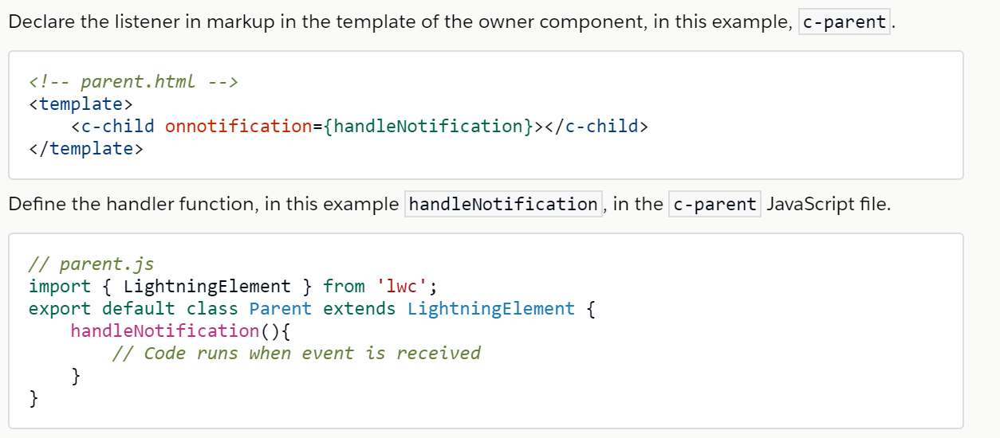 Declare the listener in markup in the template of the owner component, in this example, c-parent.
<!-- parent.html -->
<template>
    <c-child onnotification={handleNotification}></c-child>
</template>
Define the handler function, in this example handleNotification, in the c-parent JavaScript file.
// parent.js
import { LightningElement } from 'lwc';
export default class Parent extends LightningElement {
    handleNotification(){
        // Code runs when event is received
    }
}